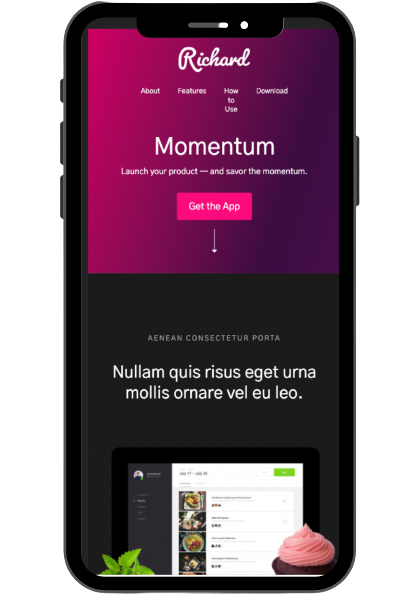 Richard
About Features How to Use Download
Momentum
Launch your product — and savor the momentum.
Get the App
AENEAN CONSECTETUR PORTA
Nullam quis risus eget urna
mollis ornare vel eu leo.
July 17 - July 30